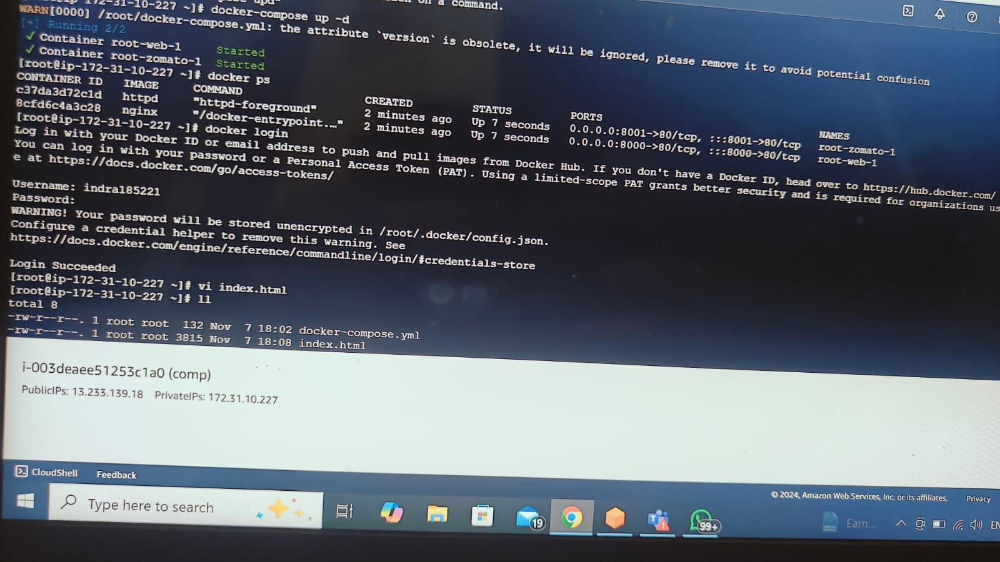 a command.
172-31-10-227 ~]# docker-compose up -d
WARN[0000] /root/docker-compose.yml: the attribute `version` is obsolete, it will be ignored, please remove it to avoid potential confusion
[+] Running 2/2
✓ Container root-web-1 Started
✓ Container root-zomato-1 Started
[root@ip-172-31-10-227 ~]# docker ps
CONTAINER ID IMAGE COMMAND CREATED STATUS PORTS NAMES
c37da3d72c1d httpd "httpd-foreground" 2 minutes ago Up 7 seconds 0.0.0.0:8001->80/tcp, :::8001->80/tcp root-zomato-1
8cfd6c4a3c28 nginx "/docker-entrypoint.…" 2 minutes ago Up 7 seconds 0.0.0.0:8000->80/tcp, :::8000->80/tcp root-web-1
[root@ip-172-31-10-227 ~]# docker login
Log in with your Docker ID or email address to push and pull images from Docker Hub. If you don't have a Docker ID, head over to https://hub.docker.com/
You can log in with your password or a Personal Access Token (PAT). Using a limited-scope PAT grants better security and is required for organizations us
e at https://docs.docker.com/go/access-tokens/
Username: indra185221
Password:
WARNING! Your password will be stored unencrypted in /root/.docker/config.json.
Configure a credential helper to remove this warning. See
https://docs.docker.com/engine/reference/commandline/login/#credentials-store
Login Succeeded
[root@ip-172-31-10-227 ~]# vi index.html
[root@ip-172-31-10-227 ~]# ll
total 8
-rw-r--r--. 1 root root 132 Nov 7 18:02 docker-compose.yml
-rw-r--r--. 1 root root 3815 Nov 7 18:08 index.html
i-003deaee51253c1a0 (comp)
PublicIPs: 13.233.139.18 PrivateIPs: 172.31.10.227
CloudShell Feedback
© 2024, Amazon Web Services, Inc. or its affiliates. Privacy
Type here to search
19
99+
Earn...
EN